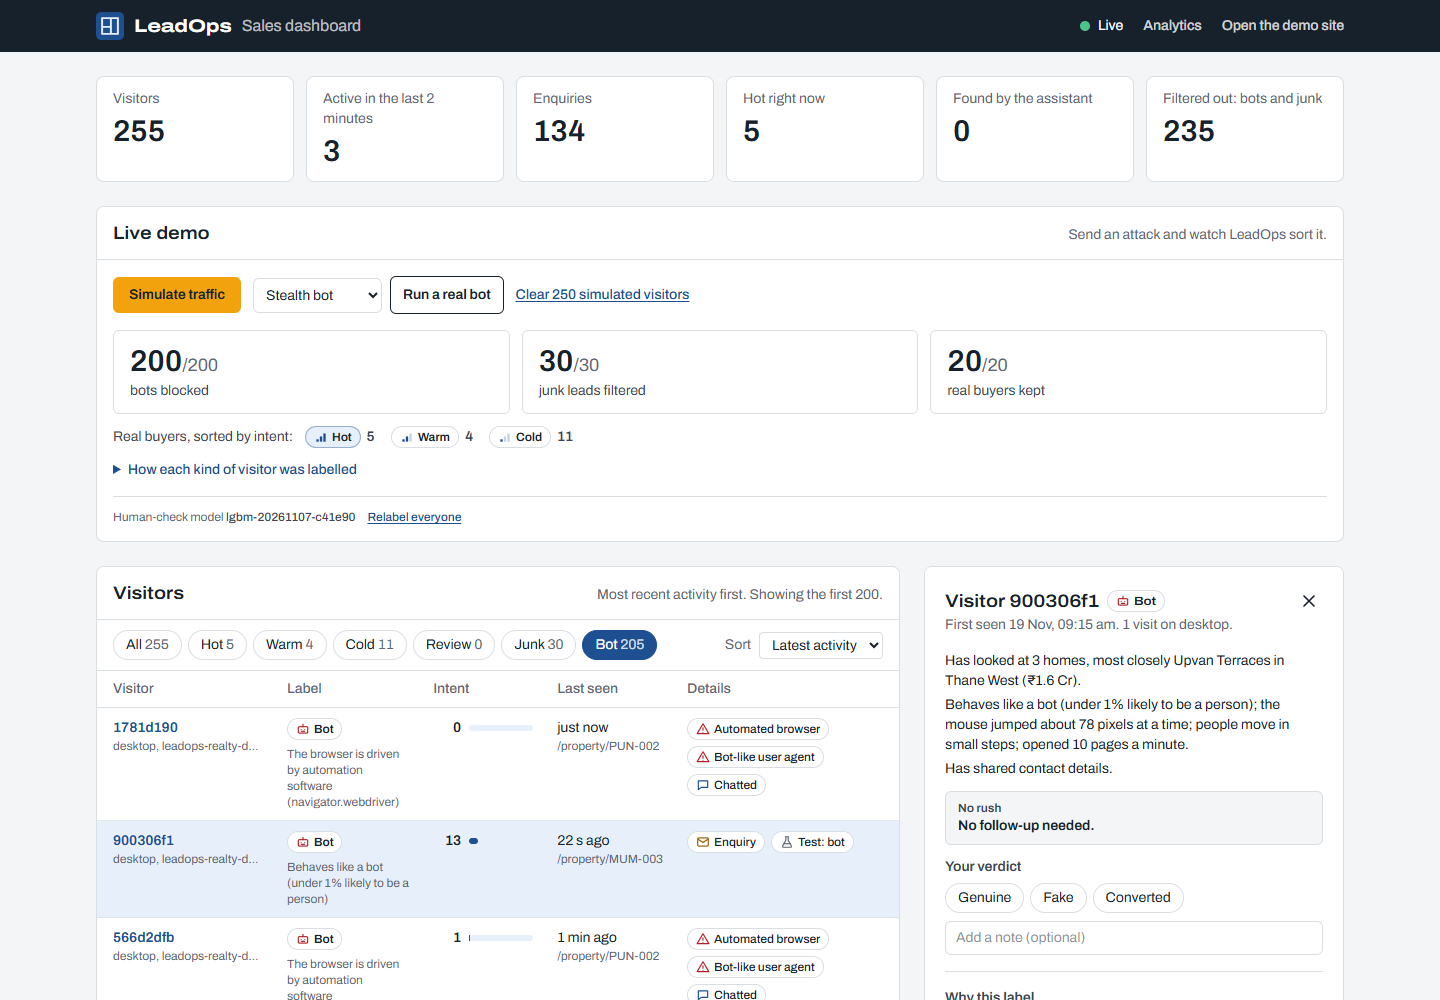 LeadOps Sales dashboard
Live Analytics Open the demo site
Visitors
255
Active in the last 2
minutes
3
Enquiries
134
Hot right now
5
Found by the assistant
0
Filtered out: bots and junk
235
Live demo
Send an attack and watch LeadOps sort it.
Simulate traffic
Stealth bot
Run a real bot
Clear 250 simulated visitors
200/200
bots blocked
30/30
junk leads filtered
20/20
real buyers kept
Real buyers, sorted by intent: Hot 5 Warm 4 Cold 11
How each kind of visitor was labelled
Human-check model lgbm-20261107-c41e90 Relabel everyone
Visitors
Most recent activity first. Showing the first 200.
All 255 Hot 5 Warm 4 Cold 11 Review 0 Junk 30 Bot 205
Sort Latest activity
Visitor Label Intent Last seen Details
1781d190
desktop, leadops-realty-d...
Bot
The browser is driven
by automation
software
(navigator.webdriver)
0
just now
/property/PUN-002
Automated browser
Bot-like user agent
Chatted
900306f1
desktop, leadops-realty-d...
Bot
Behaves like a bot
(under 1% likely to be a
person)
13
22 s ago
/property/MUM-003
Enquiry
Test: bot
566d2dfb
desktop, leadops-realty-d...
Bot
The browser is driven
by automation
software
1
1 min ago
/property/PUN-002
Automated browser
Bot-like user agent
Chatted
Visitor 900306f1 Bot
First seen 19 Nov, 09:15 am. 1 visit on desktop.
Has looked at 3 homes, most closely Upvan Terraces in
Thane West (₹1.6 Cr).
Behaves like a bot (under 1% likely to be a person); the
mouse jumped about 78 pixels at a time; people move in
small steps; opened 10 pages a minute.
Has shared contact details.
No rush
No follow-up needed.
Your verdict
Genuine Fake Converted
Add a note (optional)
Why this label